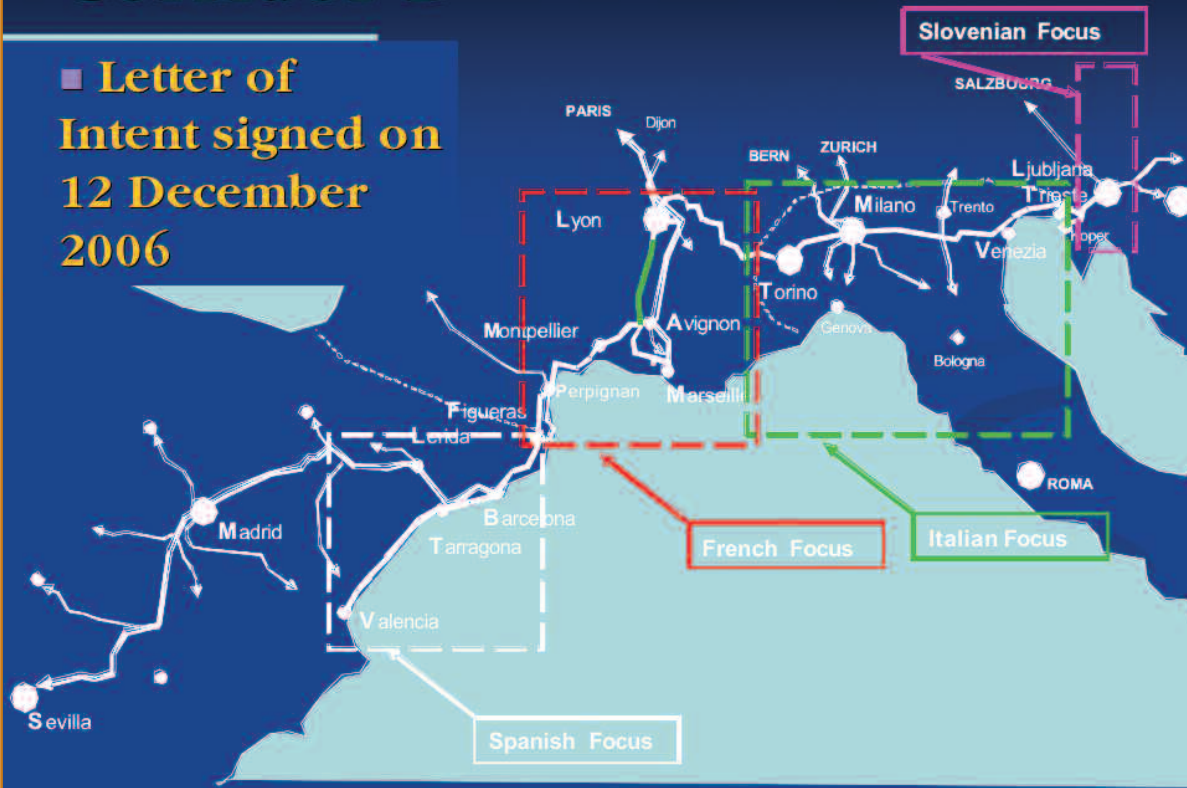 Letter of
Intent signed on
12 December
2006
Slovenian Focus
SALZBOURG
PARIS
Dijon
BERN
ZURICH
Ljubljana
Lyon
Milano
Trento
Trieste
Koper
Venezia
Torino
Genova
Montpellier
Avignon
Bologna
Perpignan
Marseille
Figueras
Lerida
ROMA
Madrid
Barcelona
Tarragona
French Focus
Italian Focus
Valencia
Sevilla
Spanish Focus